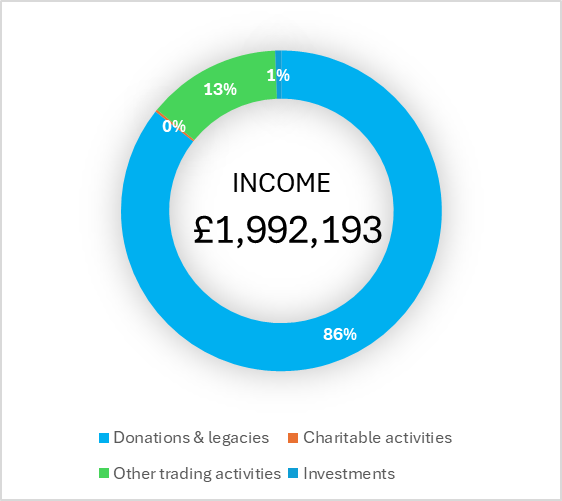 1%
13%
0%
INCOME
£1,992,193
86%
Donations & legacies
Charitable activities
Other trading activities
Investments